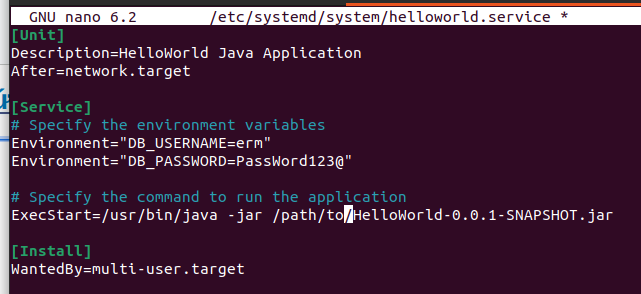 GNU nano 6.2 /etc/systemd/system/helloworld.service *
[Unit]
Description=HelloWorld Java Application
After=network.target
[Service]
# Specify the environment variables
Environment="DB_USERNAME=erm"
Environment="DB_PASSWORD=PassWord123@"
# Specify the command to run the application
ExecStart=/usr/bin/java -jar /path/to/HelloWorld-0.0.1-SNAPSHOT.jar
[Install]
WantedBy=multi-user.target